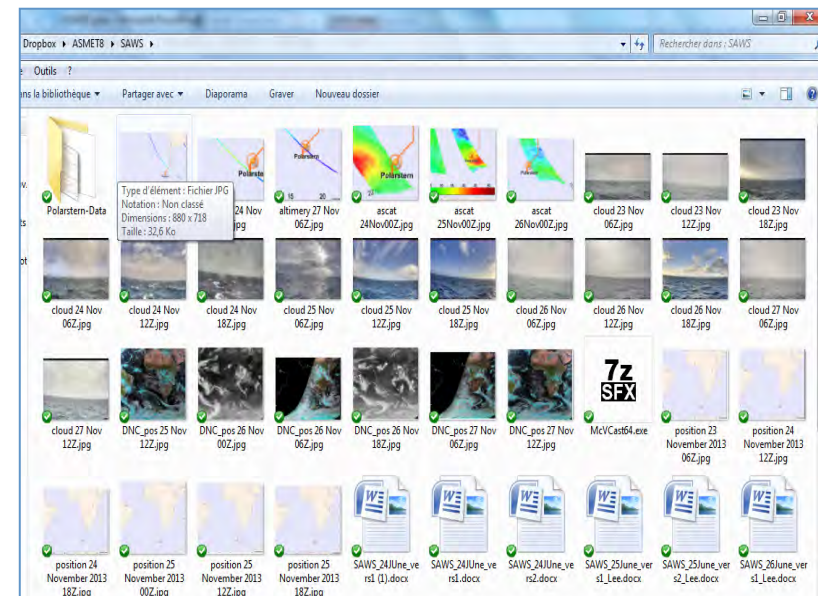 Dropbox ▸ ASMET8 ▸ SAWS ▸
Rechercher dans : SAWS
Outils ?
ns la bibliothèque ▼ Partager avec ▼ Diaporama Graver Nouveau dossier
Polarstern-Data
Type d'élément : Fichier JPG
Notation : Non classé
Dimensions : 880 x 718
Taille : 32,6 Ko
24 Nov
jpg
altimery 27 Nov
06Z.jpg
ascat
24Nov00Z.jpg
ascat
25Nov00Z.jpg
ascat
26Nov00Z.jpg
cloud 23 Nov
06Z.jpg
cloud 23 Nov
12Z.jpg
cloud 23 Nov
18Z.jpg
cloud 24 Nov
06Z.jpg
cloud 24 Nov
12Z.jpg
cloud 24 Nov
18Z.jpg
cloud 25 Nov
06Z.jpg
cloud 25 Nov
12Z.jpg
cloud 25 Nov
18Z.jpg
cloud 26 Nov
06Z.jpg
cloud 26 Nov
12Z.jpg
cloud 26 Nov
18Z.jpg
cloud 27 Nov
06Z.jpg
7z
SFX
cloud 27 Nov
12Z.jpg
DNC_pos 25 Nov
12Z.jpg
DNC_pos 26 Nov
00Z.jpg
DNC_pos 26 Nov
06Z.jpg
DNC_pos 26 Nov
18Z.jpg
DNC_pos 27 Nov
06Z.jpg
DNC_pos 27 Nov
12Z.jpg
McVCast64.exe
position 23
November 2013
06Z.jpg
position 24
November 2013
12Z.jpg
position 24
November 2013
18Z.jpg
position 25
November 2013
00Z.jpg
position 25
November 2013
12Z.jpg
position 25
November 2013
18Z.jpg
SAWS_24JUne_ve
rs1 (1).docx
SAWS_24JUne_ve
rs1.docx
SAWS_24JUne_ve
rs2.docx
SAWS_25JUne_ver
s1_Lee.docx
SAWS_25JUne_ver
s2_Lee.docx
SAWS_26JUne_ver
s1_Lee.docx